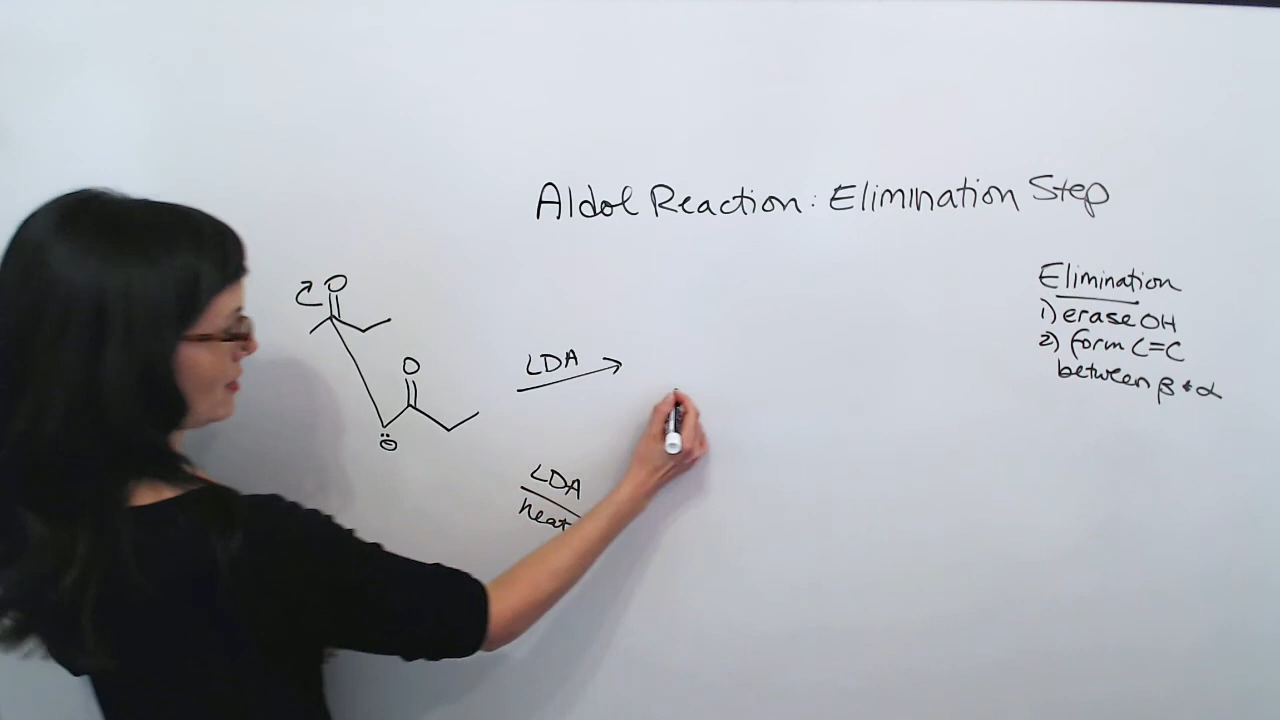 Aldol Reaction: Elimination Step
Elimination
1) erase OH
2) form C=C
between β + α
O
O
LDA
LDA
heat